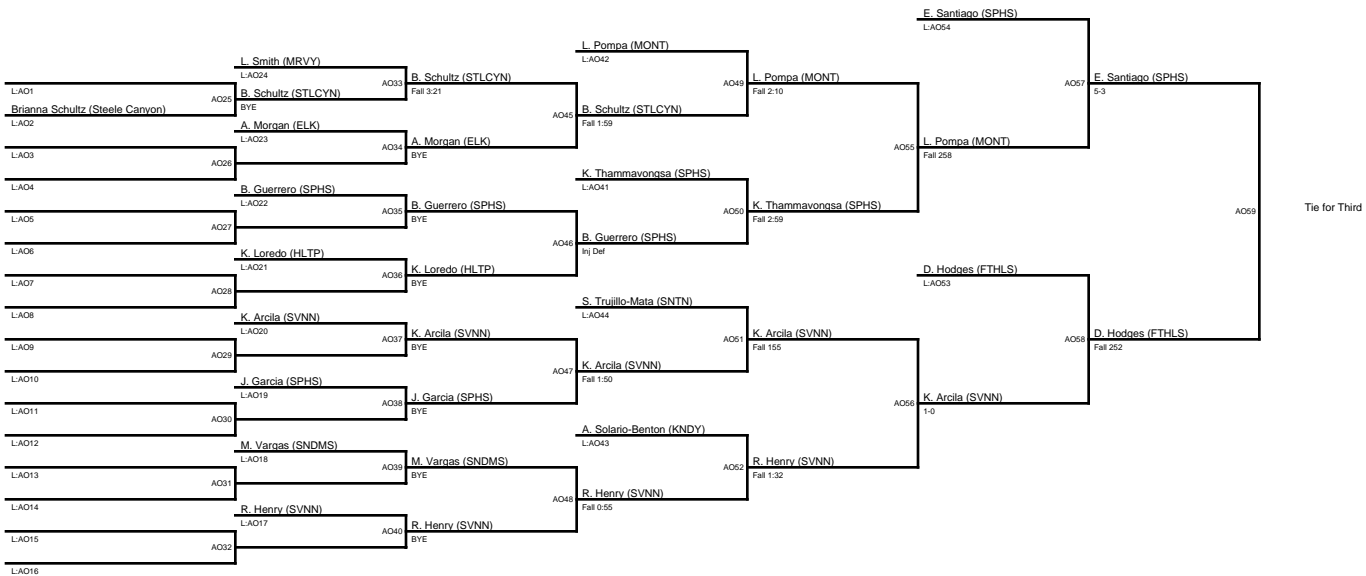 E. Santiago (SPHS)
L:AO54
L. Pompa (MONT)
L:AO42
L. Smith (MRVY)
L:AO24
AO33
B. Schultz (STLCYN)
Fall 3:21
AO49
L. Pompa (MONT)
Fall 2:10
AO57
E. Santiago (SPHS)
5-3
L:AO1
AO25
B. Schultz (STLCYN)
BYE
Brianna Schultz (Steele Canyon)
L:AO2
AO45
B. Schultz (STLCYN)
Fall 1:59
A. Morgan (ELK)
L:AO23
AO34
A. Morgan (ELK)
BYE
AO55
L. Pompa (MONT)
Fall 258
L:AO3
AO26
L:AO4
K. Thammavongsa (SPHS)
L:AO41
B. Guerrero (SPHS)
L:AO22
AO35
B. Guerrero (SPHS)
BYE
AO50
K. Thammavongsa (SPHS)
Fall 2:59
AO59
Tie for Third
L:AO5
AO27
L:AO6
AO46
B. Guerrero (SPHS)
Inj Def
K. Loredo (HLTP)
L:AO21
AO36
K. Loredo (HLTP)
BYE
D. Hodges (FTHLS)
L:AO53
L:AO7
AO28
L:AO8
S. Trujillo-Mata (SNTN)
L:AO44
K. Arcila (SVNN)
L:AO20
AO37
K. Arcila (SVNN)
BYE
AO51
K. Arcila (SVNN)
Fall 155
AO58
D. Hodges (FTHLS)
Fall 252
L:AO9
AO29
L:AO10
AO47
K. Arcila (SVNN)
Fall 1:50
J. Garcia (SPHS)
L:AO19
AO38
J. Garcia (SPHS)
BYE
AO56
K. Arcila (SVNN)
1-0
L:AO11
AO30
L:AO12
A. Solario-Benton (KNDY)
L:AO43
M. Vargas (SNDMS)
L:AO18
AO39
M. Vargas (SNDMS)
BYE
AO52
R. Henry (SVNN)
Fall 1:32
L:AO13
AO31
L:AO14
AO48
R. Henry (SVNN)
Fall 0:55
R. Henry (SVNN)
L:AO17
AO40
R. Henry (SVNN)
BYE
L:AO15
AO32
L:AO16